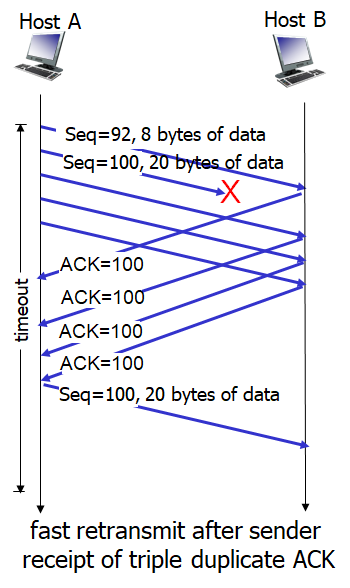 Host A
Host B
Seq=92, 8 bytes of data
Seq=100, 20 bytes of data
X
ACK=100
ACK=100
ACK=100
ACK=100
timeout
Seq=100, 20 bytes of data
fast retransmit after sender
receipt of triple duplicate ACK